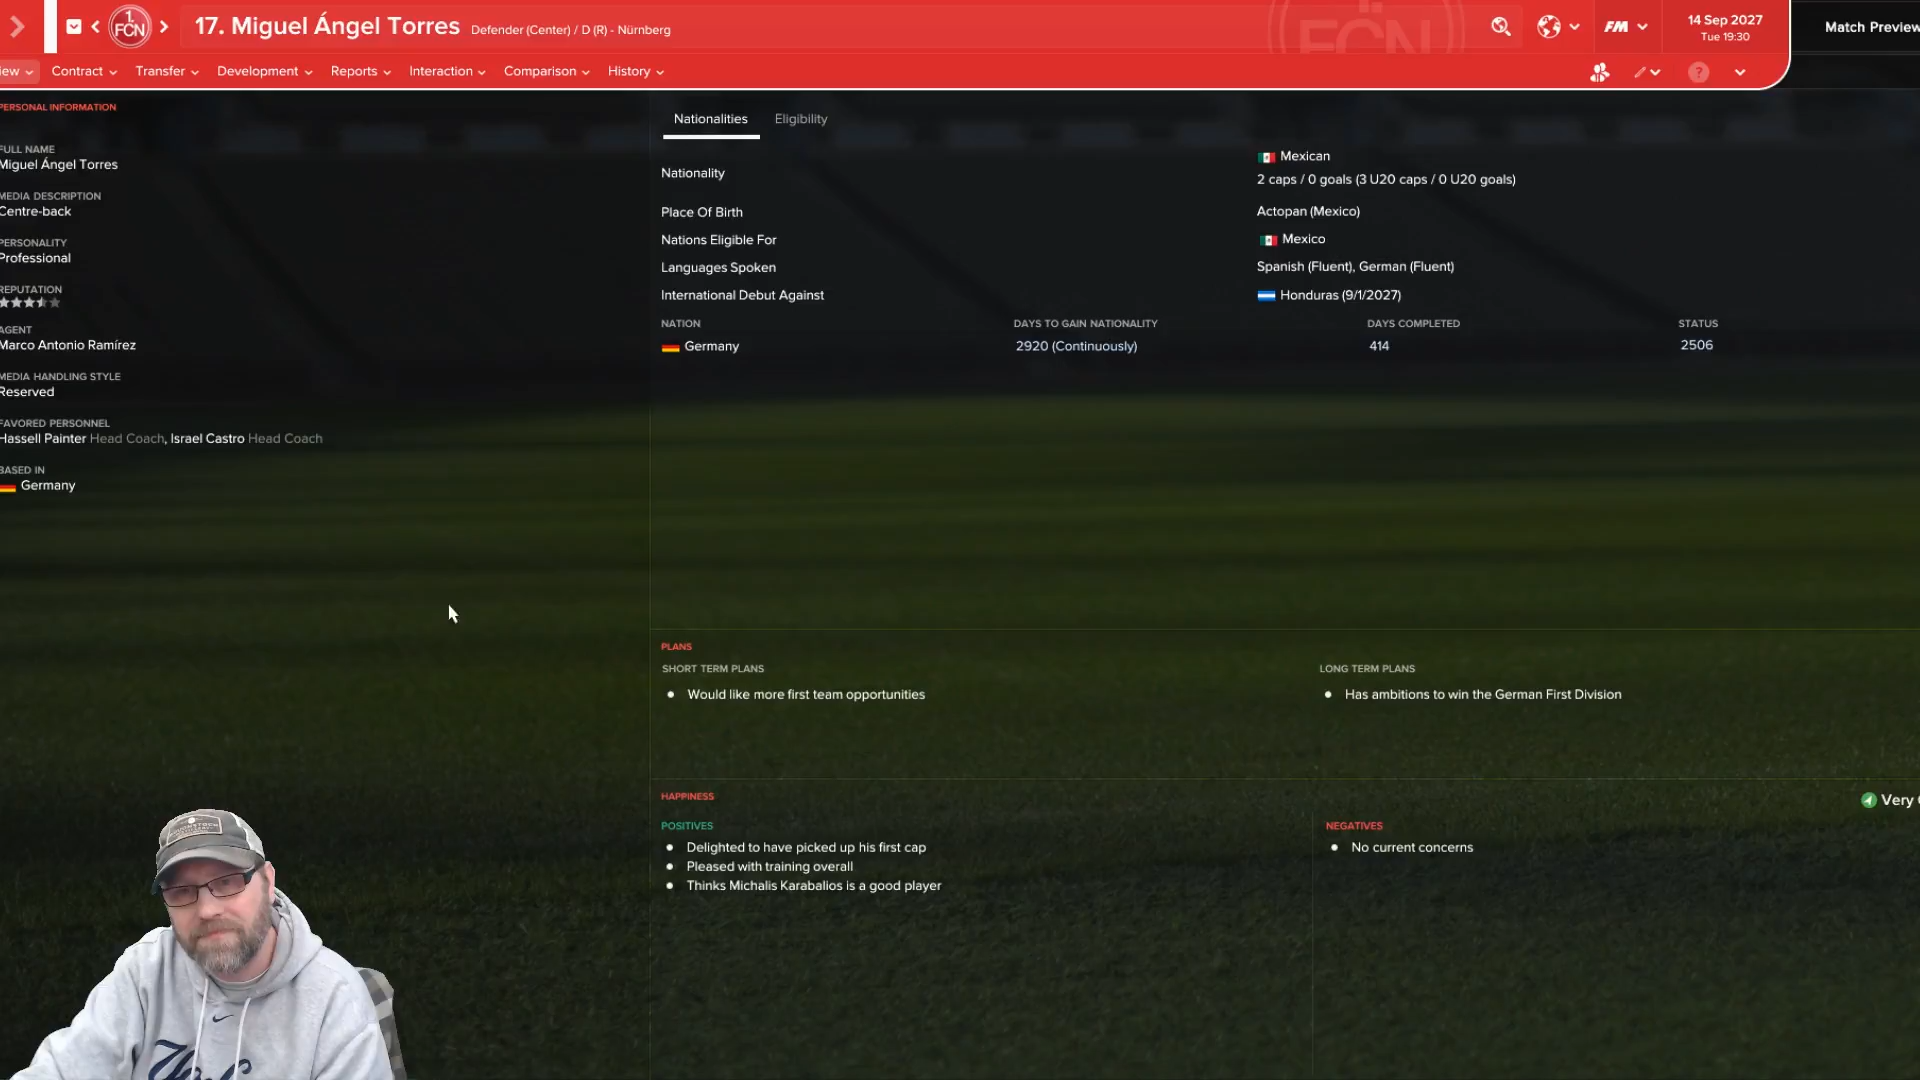 17. Miguel Ángel Torres Defender (Center) / D (R) - Nürnberg
1. FCN
FM
14 Sep 2027
Tue 19:30
Match Preview
iew Contract Transfer Development Reports Interaction Comparison History
?
PERSONAL INFORMATION
FULL NAME
Miguel Ángel Torres
MEDIA DESCRIPTION
Centre-back
PERSONALITY
Professional
REPUTATION
AGENT
Marco Antonio Ramírez
MEDIA HANDLING STYLE
Reserved
FAVORED PERSONNEL
Hassell Painter Head Coach, Israel Castro Head Coach
BASED IN
Germany
Nationalities Eligibility
Nationality Mexican
2 caps / 0 goals (3 U20 caps / 0 U20 goals)
Place Of Birth Actopan (Mexico)
Nations Eligible For Mexico
Languages Spoken Spanish (Fluent), German (Fluent)
International Debut Against Honduras (9/1/2027)
NATION DAYS TO GAIN NATIONALITY DAYS COMPLETED STATUS
Germany 2920 (Continuously) 414 2506
PLANS
SHORT TERM PLANS
• Would like more first team opportunities
LONG TERM PLANS
• Has ambitions to win the German First Division
HAPPINESS
Very
POSITIVES
• Delighted to have picked up his first cap
• Pleased with training overall
• Thinks Michalis Karabalios is a good player
NEGATIVES
• No current concerns